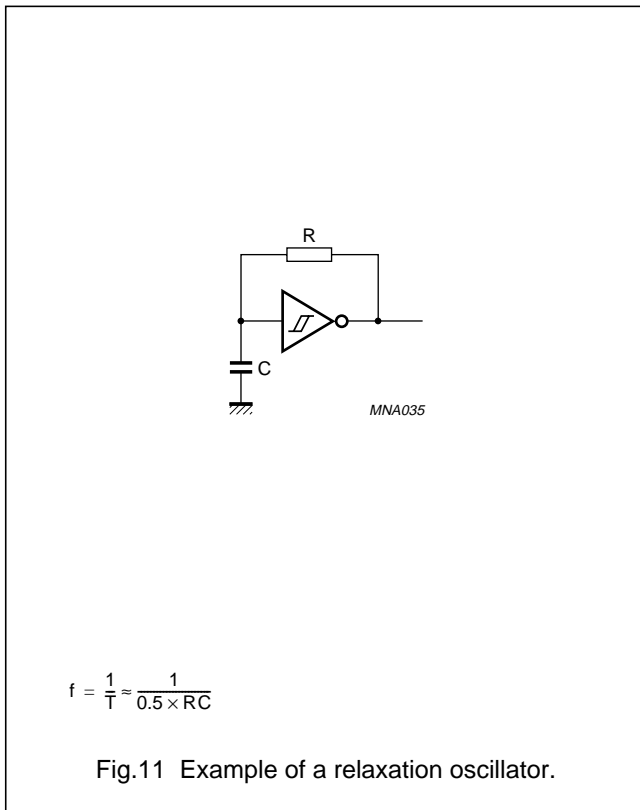 R
C
MNA035
f = 1/T ≈ 1/(0.5 × RC)
Fig.11 Example of a relaxation oscillator.